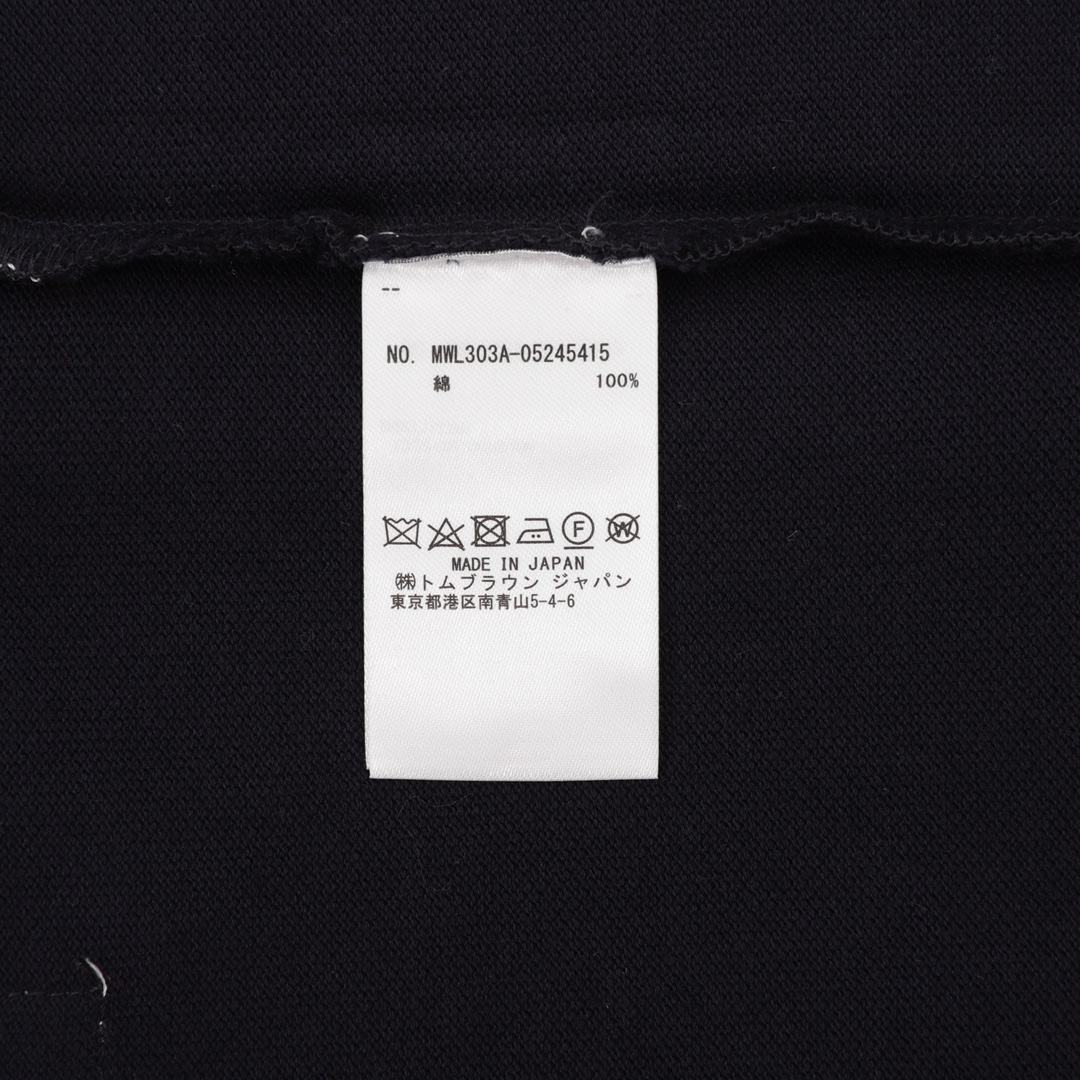 --
NO. MWL303A-05245415
綿 100%
F W
MADE IN JAPAN
㈱トムブラウン ジャパン
東京都港区南青山5-4-6